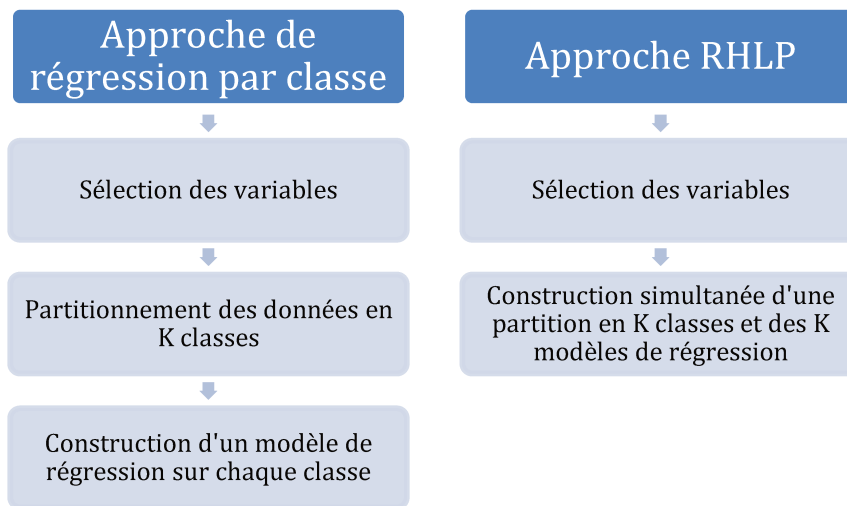 Approche de
régression par classe
Sélection des variables
Partitionnement des données en
K classes
Construction d'un modèle de
régression sur chaque classe
Approche RHLP
Sélection des variables
Construction simultanée d'une
partition en K classes et des K
modèles de régression